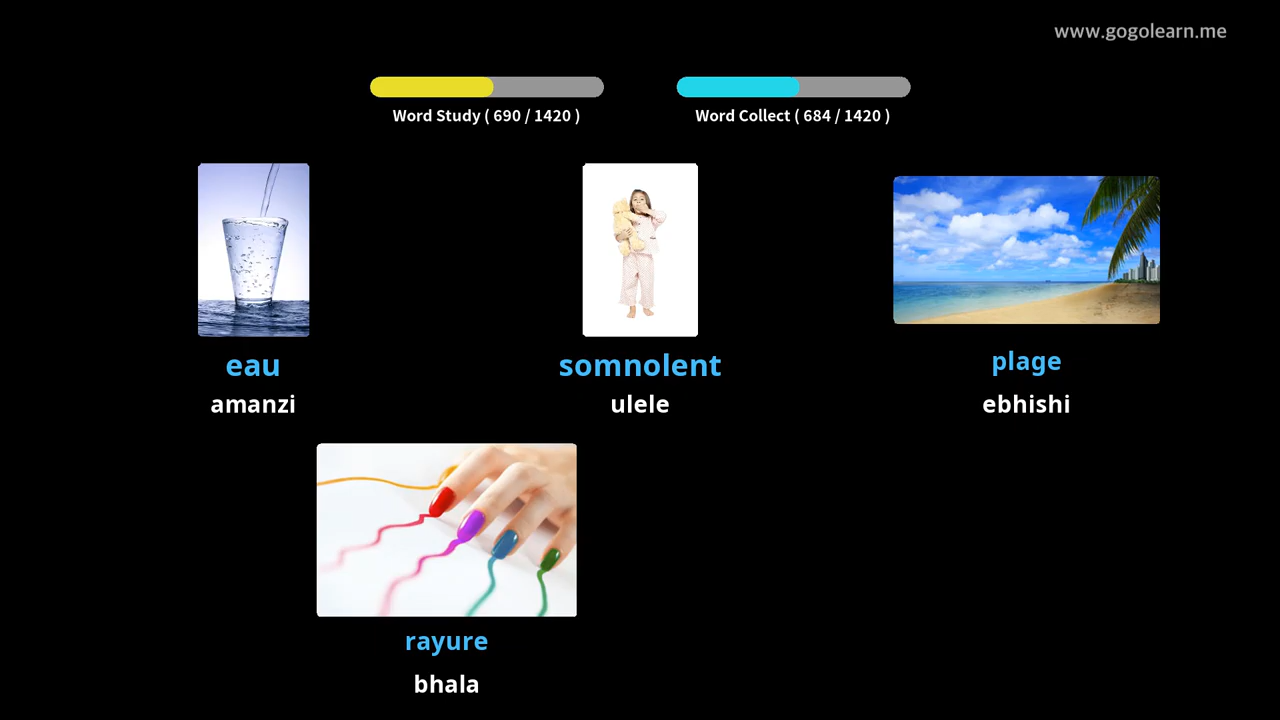 www.gogolearn.me
Word Study ( 690 / 1420 )
Word Collect ( 684 / 1420 )
eau
amanzi
somnolent
ulele
plage
ebhishi
rayure
bhala